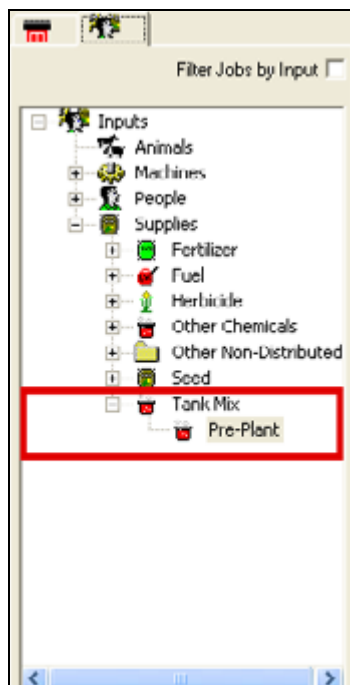 Filter Jobs by Input
Inputs
Animals
Machines
People
Supplies
Fertilizer
Fuel
Herbicide
Other Chemicals
Other Non-Distributed
Seed
Tank Mix
Pre-Plant